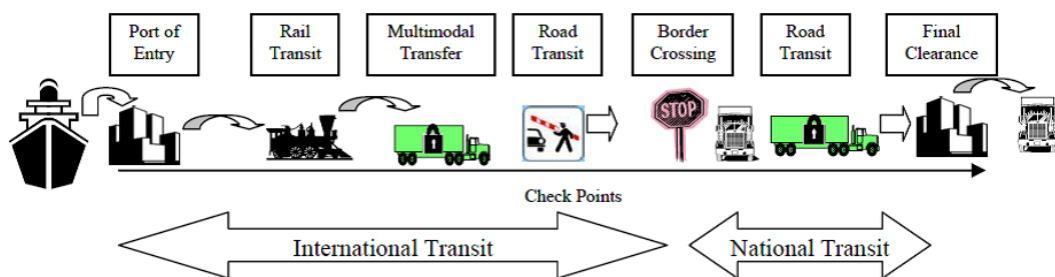 Port of
Entry
Rail
Transit
Multimodal
Transfer
Road
Transit
Border
Crossing
Road
Transit
Final
Clearance
STOP
Check Points
International Transit
National Transit